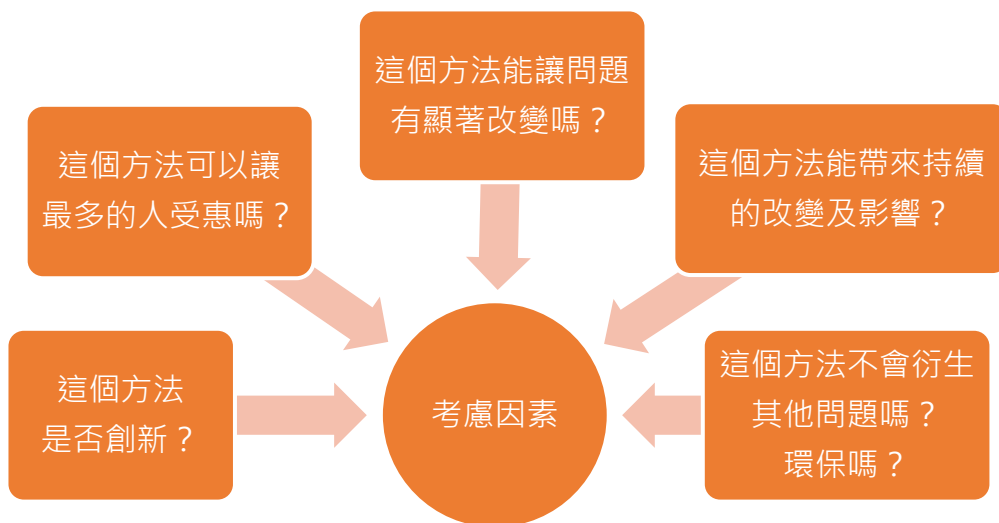 這個方法能讓問題
有顯著改變嗎？
這個方法可以讓
最多的人受惠嗎？
這個方法能帶來持續
的改變及影響？
這個方法
是否創新？
考慮因素
這個方法不會衍生
其他問題嗎？
環保嗎？